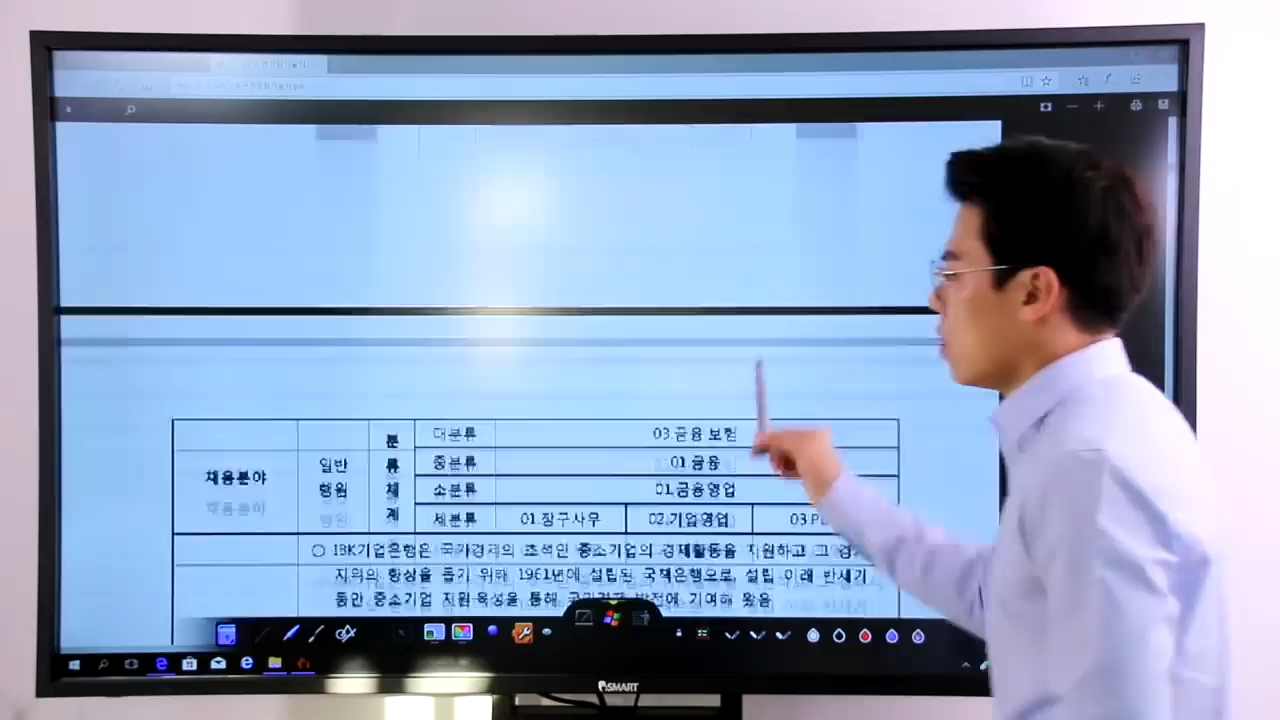 분류체계
대분류
03.금융 보험
채용분야
일반행원
중분류
01.금융
소분류
01.금융영업
세분류
01.창구사무
02.기업영업
○ IBK기업은행은 국가경제의 초석인 중소기업의 경제활동을 지원하고 그
지위의 향상을 돕기 위해 1961년에 설립된 국책은행으로, 설립 이래 반세기
동안 중소기업 지원·육성을 통해 발전에 기여해 왔음
SMART